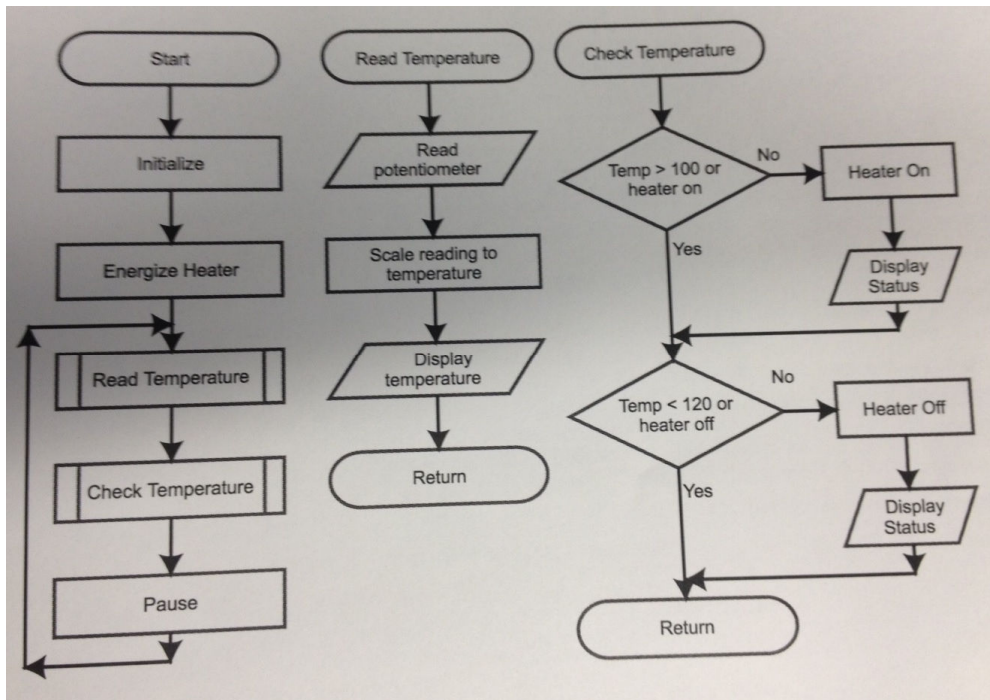 Start
Initialize
Energize Heater
Read Temperature
Check Temperature
Pause
Read Temperature
Read
potentiometer
Scale reading to
temperature
Display
temperature
Return
Check Temperature
Temp > 100 or
heater on
No
Heater On
Yes
Display
Status
Temp < 120 or
heater off
No
Heater Off
Yes
Display
Status
Return